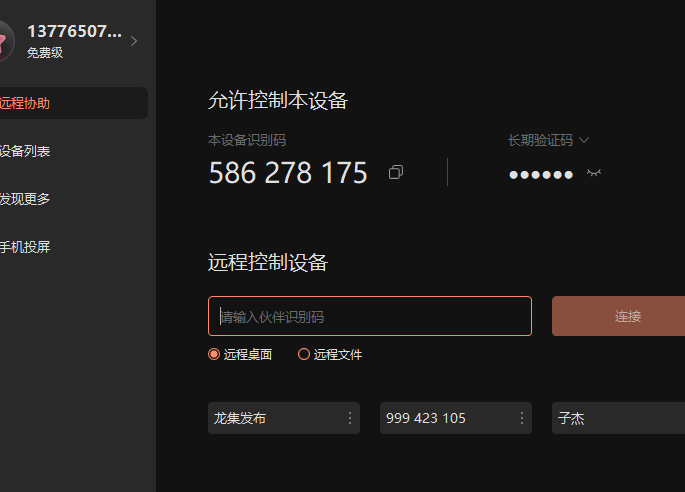 13776507...
免费级
远程协助
设备列表
发现更多
手机投屏
允许控制本设备
本设备识别码
长期验证码
586 278 175
●●●●●●
远程控制设备
请输入伙伴识别码
连接
远程桌面
远程文件
龙集发布
999 423 105
子杰